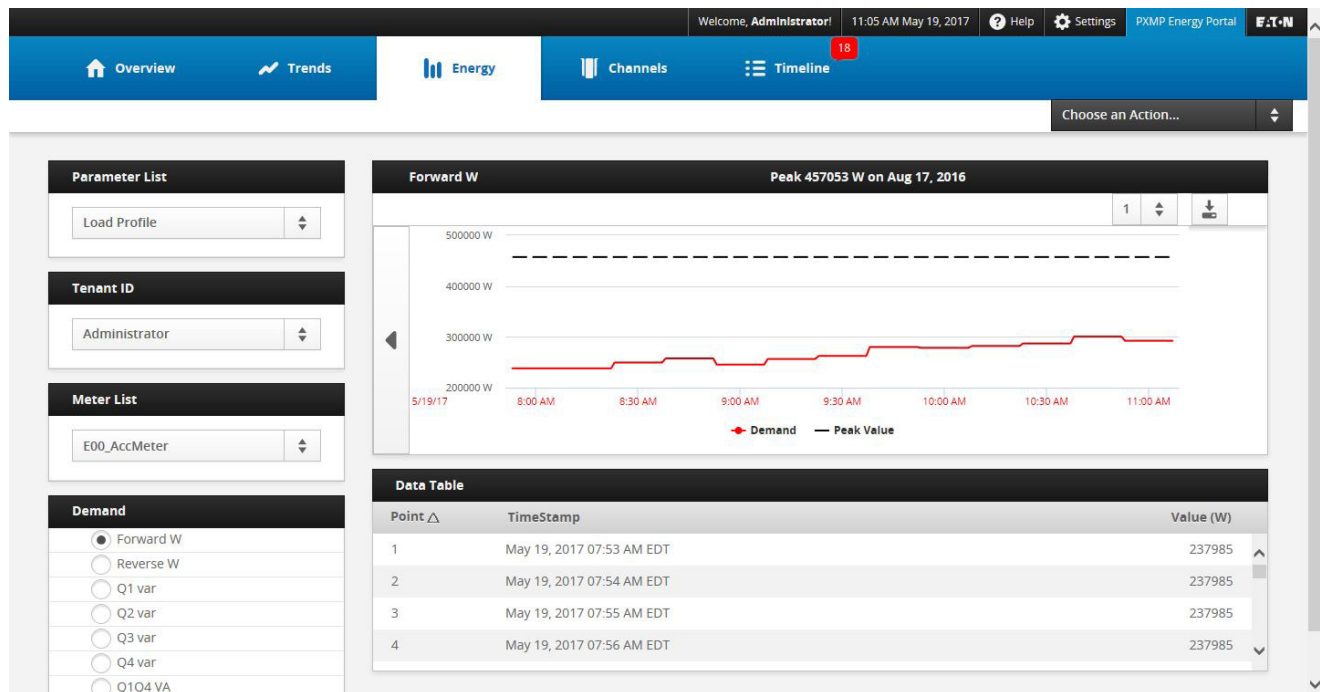 Welcome, Administrator! 11:05 AM May 19, 2017 ? Help Settings PXMP Energy Portal E.T.N
Overview Trends Energy Channels Timeline 18
Choose an Action...
Parameter List
Load Profile
Tenant ID
Administrator
Meter List
E00_AccMeter
Demand
Forward W
Reverse W
Q1 var
Q2 var
Q3 var
Q4 var
Q1Q4 VA
Forward W Peak 457053 W on Aug 17, 2016
1
500000 W
400000 W
300000 W
200000 W
5/19/17 8:00 AM 8:30 AM 9:00 AM 9:30 AM 10:00 AM 10:30 AM 11:00 AM
Demand Peak Value
Data Table
Point TimeStamp Value (W)
1 May 19, 2017 07:53 AM EDT 237985
2 May 19, 2017 07:54 AM EDT 237985
3 May 19, 2017 07:55 AM EDT 237985
4 May 19, 2017 07:56 AM EDT 237985